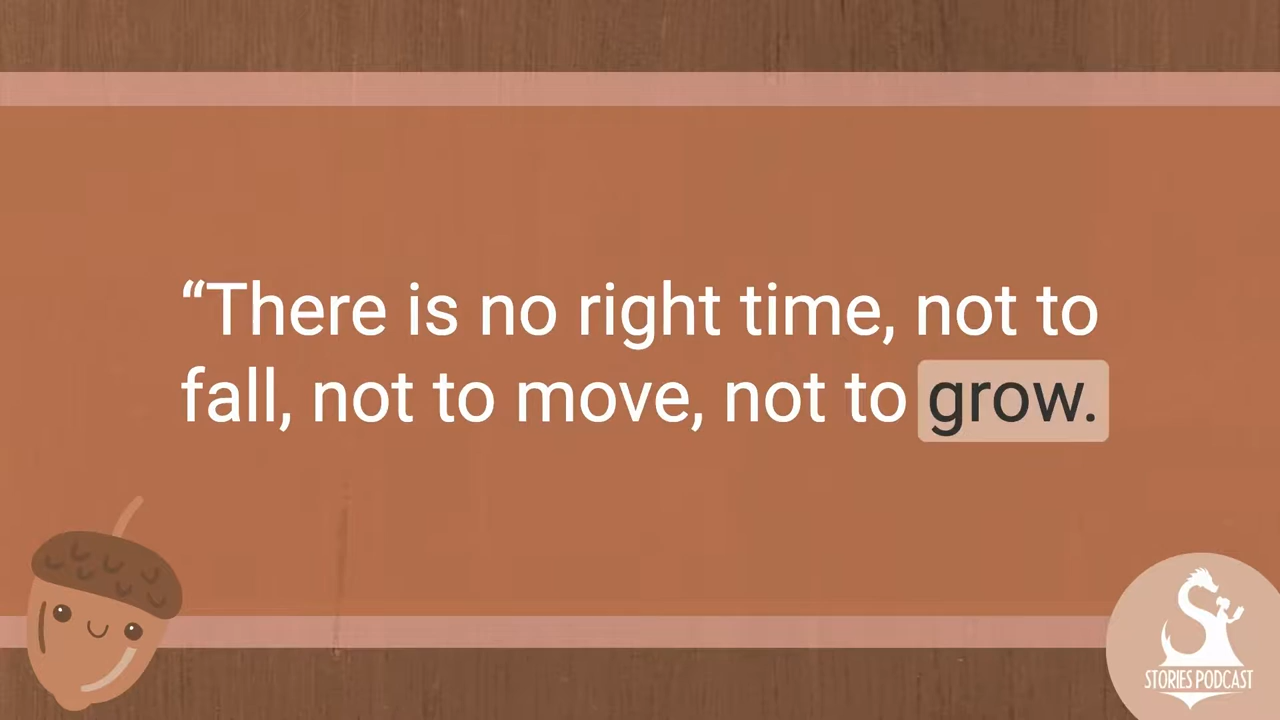 “There is no right time, not to
fall, not to move, not to grow.
STORIES PODCAST